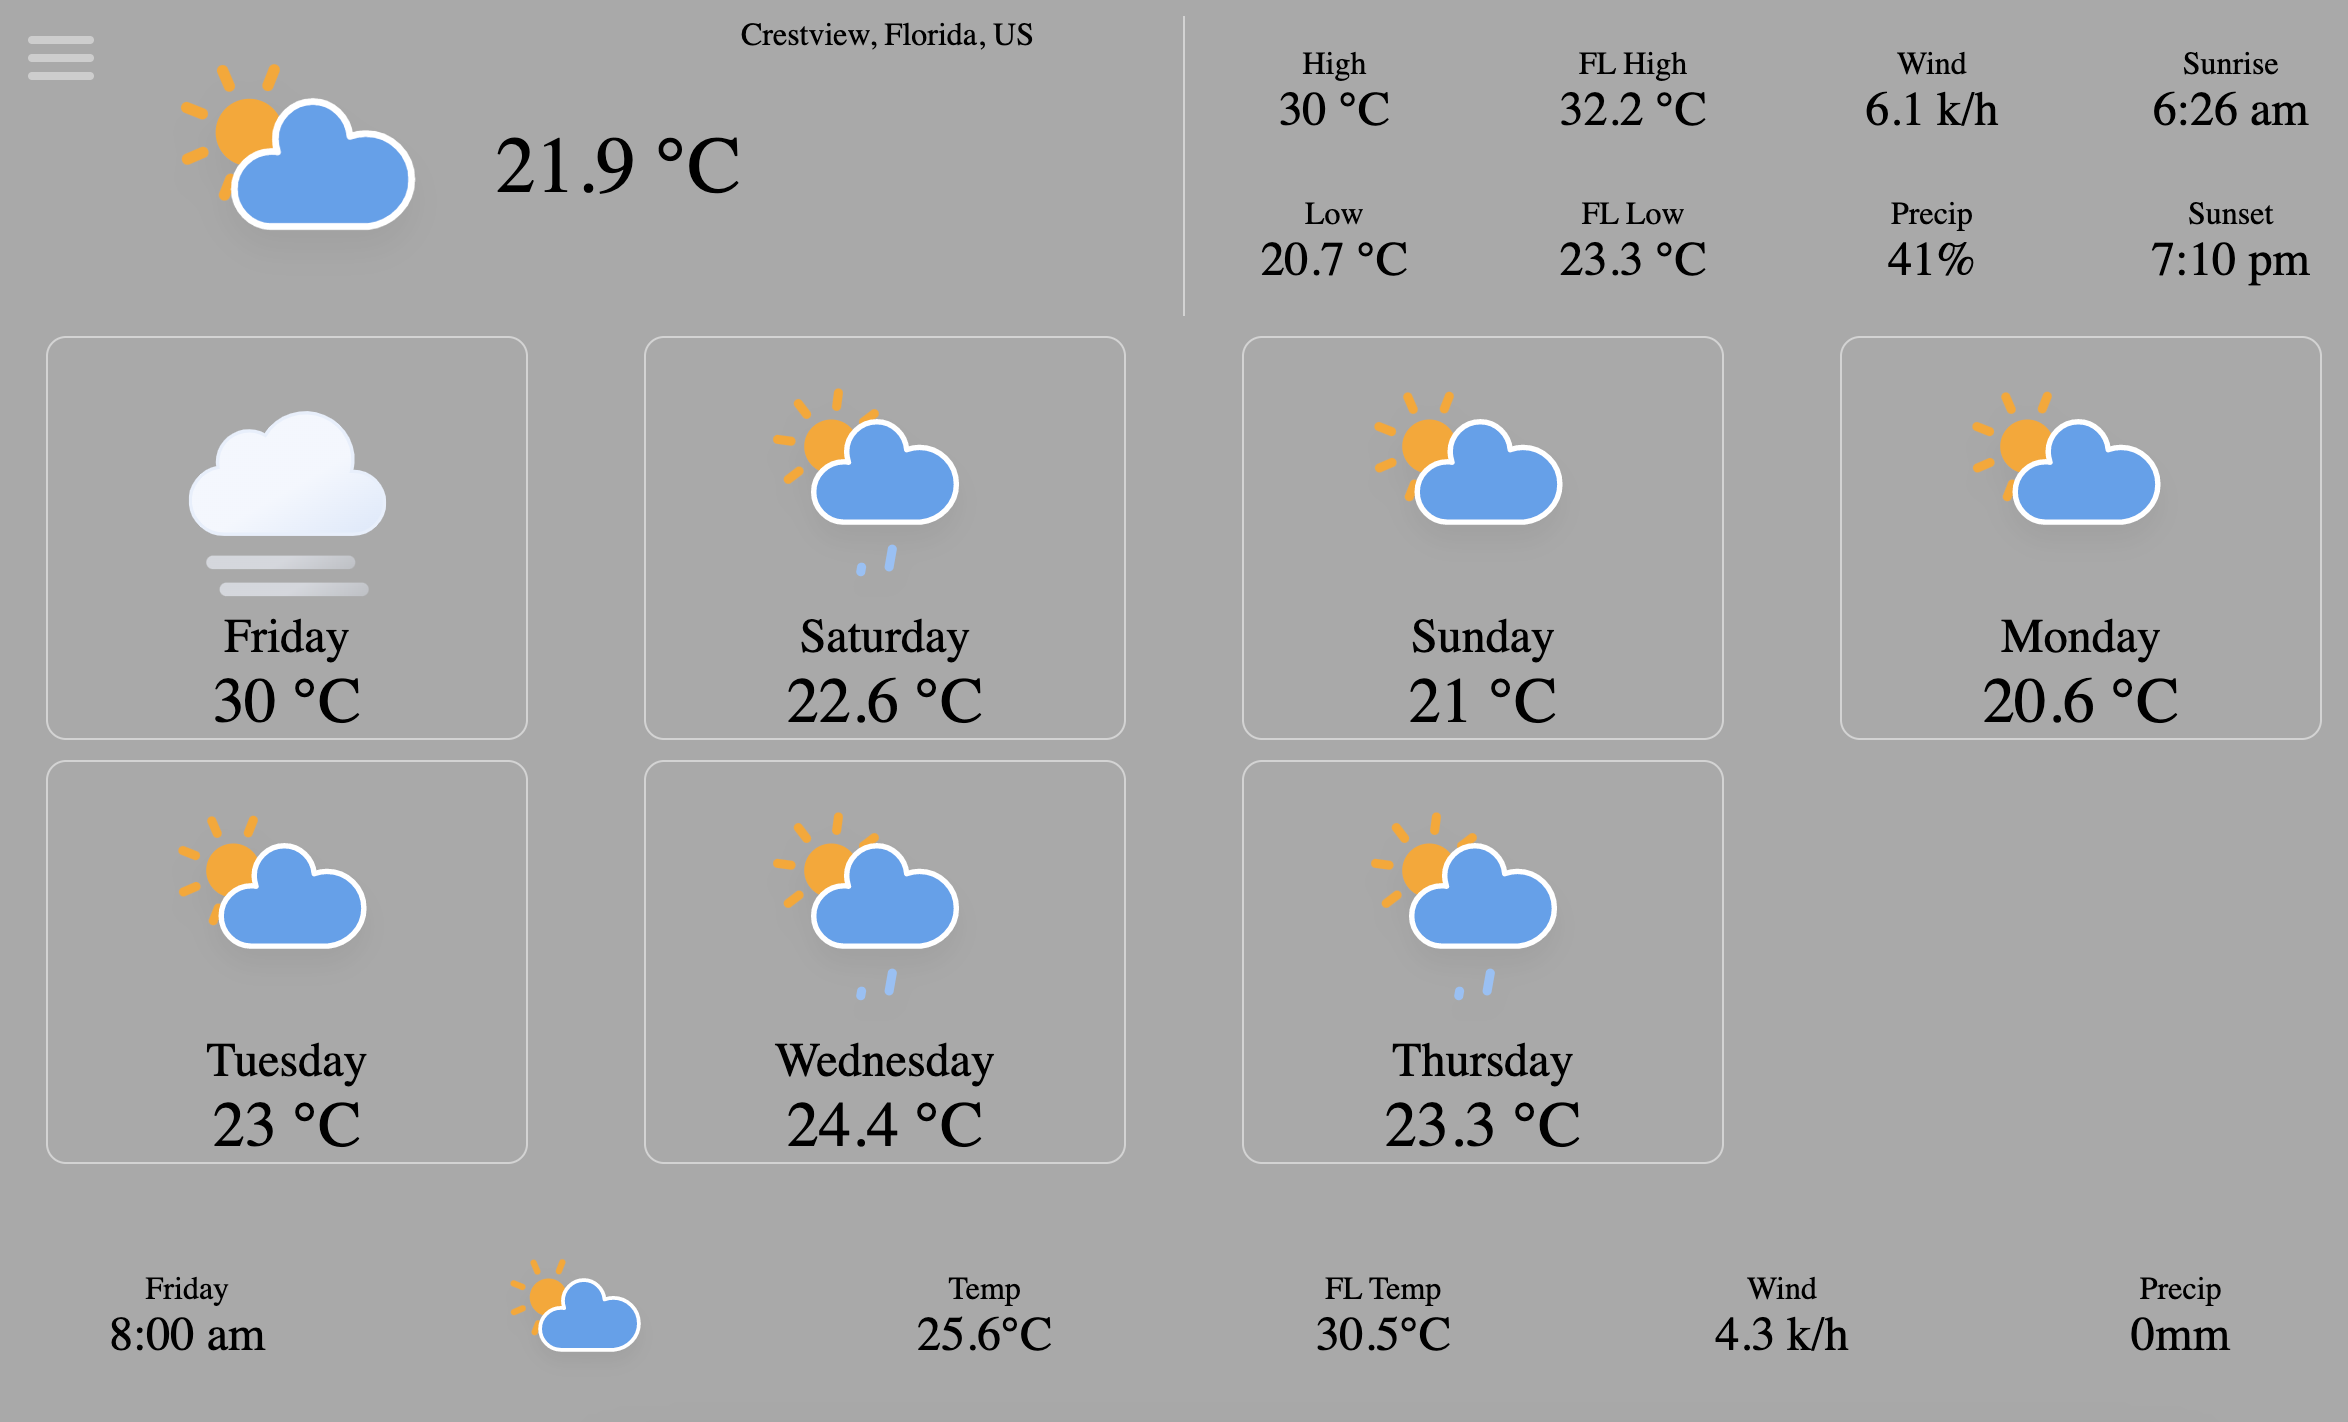 Crestview, Florida, US
21.9 °C
High
30 °C
FL High
32.2 °C
Wind
6.1 k/h
Sunrise
6:26 am
Low
20.7 °C
FL Low
23.3 °C
Precip
41%
Sunset
7:10 pm
Friday
30 °C
Saturday
22.6 °C
Sunday
21 °C
Monday
20.6 °C
Tuesday
23 °C
Wednesday
24.4 °C
Thursday
23.3 °C
Friday
8:00 am
Temp
25.6°C
FL Temp
30.5°C
Wind
4.3 k/h
Precip
0mm